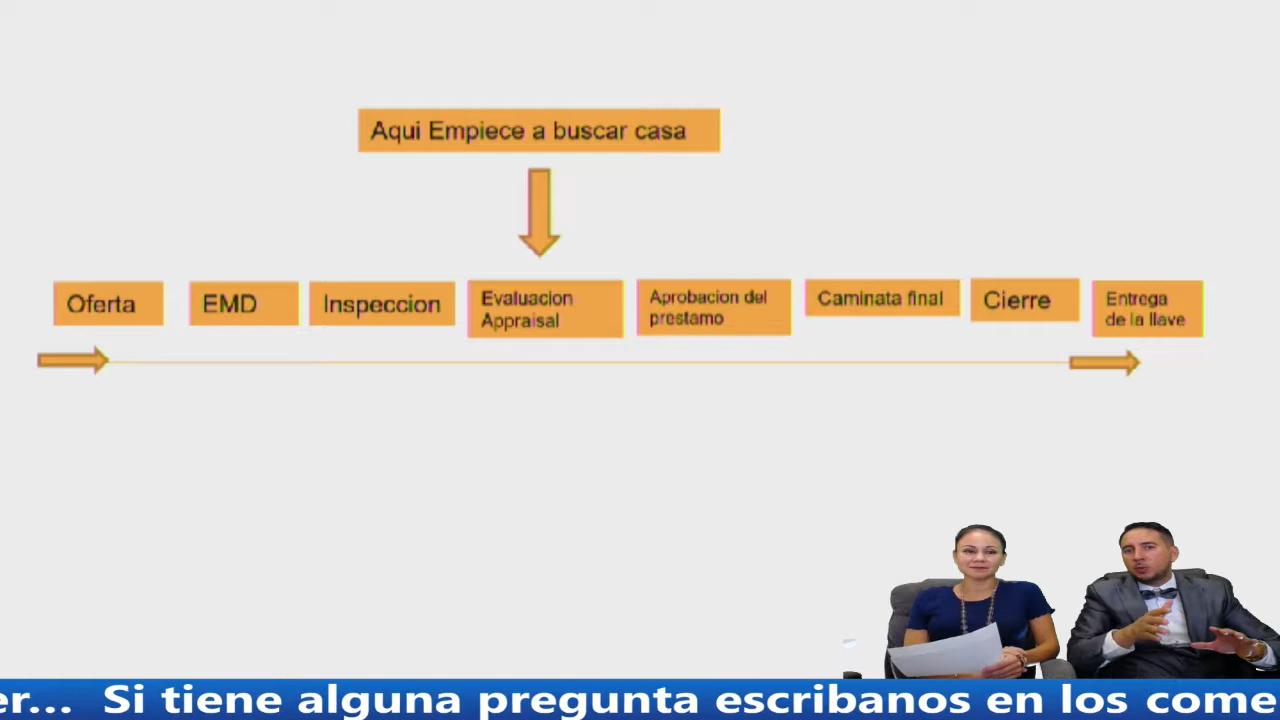 Aqui Empiece a buscar casa
Oferta
EMD
Inspeccion
Evaluacion
Appraisal
Aprobacion del
prestamo
Caminata final
Cierre
Entrega
de la llave
er... Si tiene alguna pregunta escribanos en los come